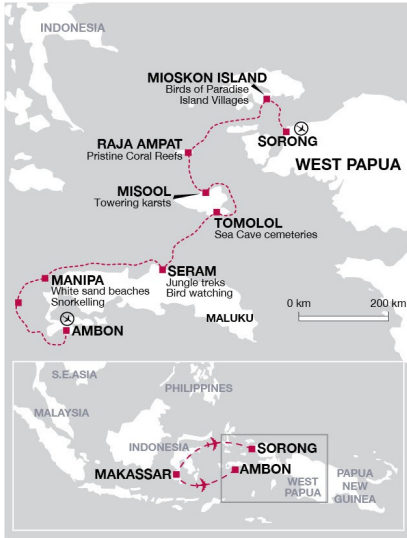 INDONESIA
MIOSKON ISLAND
Birds of Paradise
Island Villages
SORONG
RAJA AMPAT
Pristine Coral Reefs
WEST PAPUA
MISOOL
Towering karsts
TOMOLOL
Sea Cave cemeteries
SERAM
Jungle treks
Bird watching
MANIPA
White sand beaches
Snorkelling
0 km 200 km
MALUKU
AMBON
S.E.ASIA
PHILIPPINES
MALAYSIA
INDONESIA
SORONG
AMBON
MAKASSAR
WEST
PAPUA
PAPUA
NEW
GUINEA